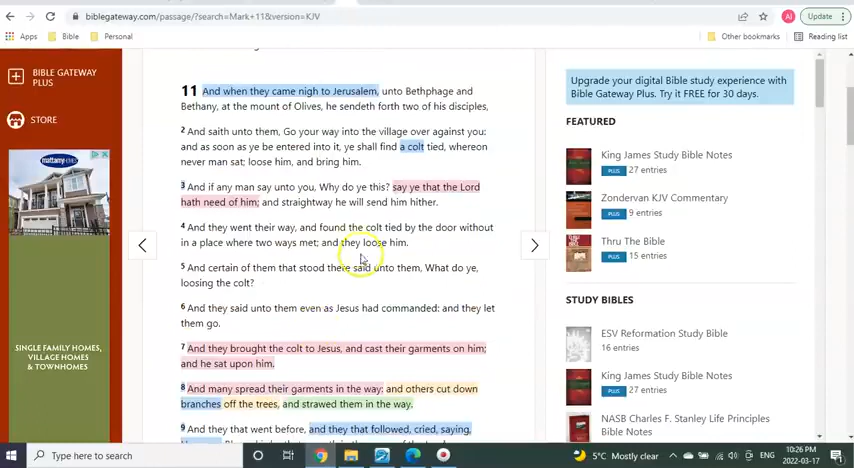 biblegateway.com/passage/?search=Mark+11&version=KJV
AI
Update
Apps
Bible
Personal
Other bookmarks
Reading list
BIBLE GATEWAY
PLUS
STORE
mattamyHOMES
SINGLE FAMILY HOMES,
VILLAGE HOMES
& TOWNHOMES
11 And when they came nigh to Jerusalem, unto Bethphage and
Bethany, at the mount of Olives, he sendeth forth two of his disciples,
2 And saith unto them, Go your way into the village over against you:
and as soon as ye be entered into it, ye shall find a colt tied, whereon
never man sat; loose him, and bring him.
3 And if any man say unto you, Why do ye this? say ye that the Lord
hath need of him; and straightway he will send him hither.
4 And they went their way, and found the colt tied by the door without
in a place where two ways met; and they loose him.
5 And certain of them that stood there said unto them, What do ye,
loosing the colt?
6 And they said unto them even as Jesus had commanded: and they let
them go.
7 And they brought the colt to Jesus, and cast their garments on him;
and he sat upon him.
8 And many spread their garments in the way: and others cut down
branches off the trees, and strawed them in the way.
9 And they that went before, and they that followed, cried, saying,
Upgrade your digital Bible study experience with
Bible Gateway Plus. Try it FREE for 30 days.
FEATURED
King James Study Bible Notes
PLUS 27 entries
Zondervan KJV Commentary
PLUS 9 entries
Thru The Bible
PLUS 15 entries
STUDY BIBLES
ESV Reformation Study Bible
16 entries
King James Study Bible Notes
PLUS 27 entries
NASB Charles F. Stanley Life Principles
Bible Notes
Type here to search
5°C Mostly clear
ENG
10:26 PM
2022-03-17